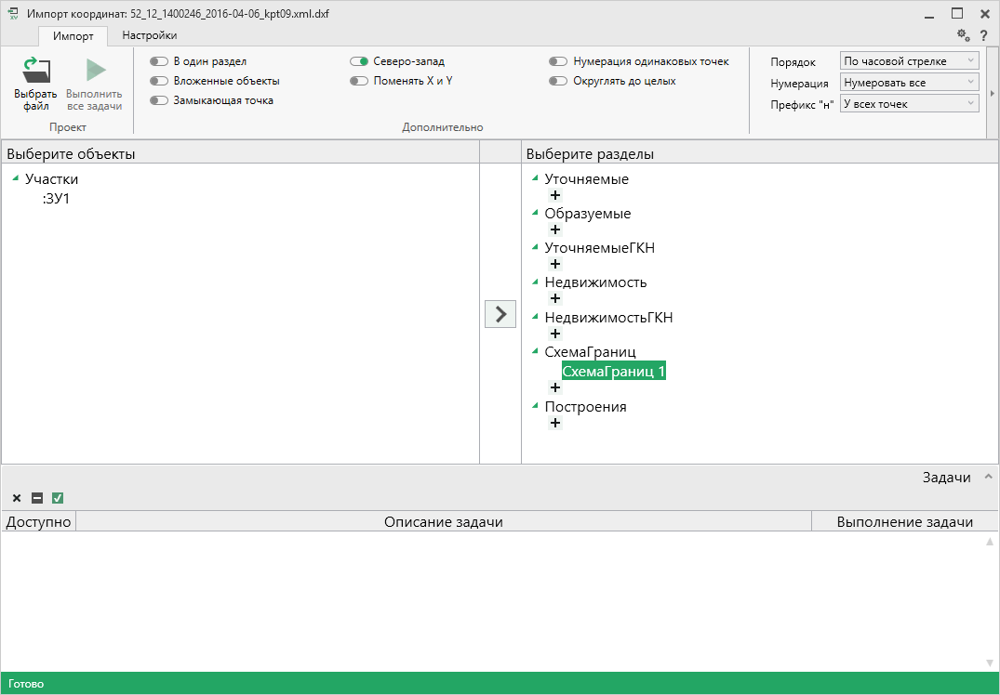 Импорт координат: 52_12_1400246_2016-04-06_kpt09.xml.dxf
Импорт
Настройки
?
Выбрать
файл
Выполнить
все задачи
Проект
В один раздел
Вложенные объекты
Замыкающая точка
Северо-запад
Поменять X и Y
Нумерация одинаковых точек
Округлять до целых
Дополнительно
Порядок
По часовой стрелке
Нумерация
Нумеровать все
Префикс "н"
У всех точек
Выберите объекты
Участки
:ЗУ1
Выберите разделы
Уточняемые
Образуемые
УточняемыеГКН
Недвижимость
НедвижимостьГКН
СхемаГраниц
СхемаГраниц 1
Построения
Задачи
Доступно
Описание задачи
Выполнение задачи
Готово